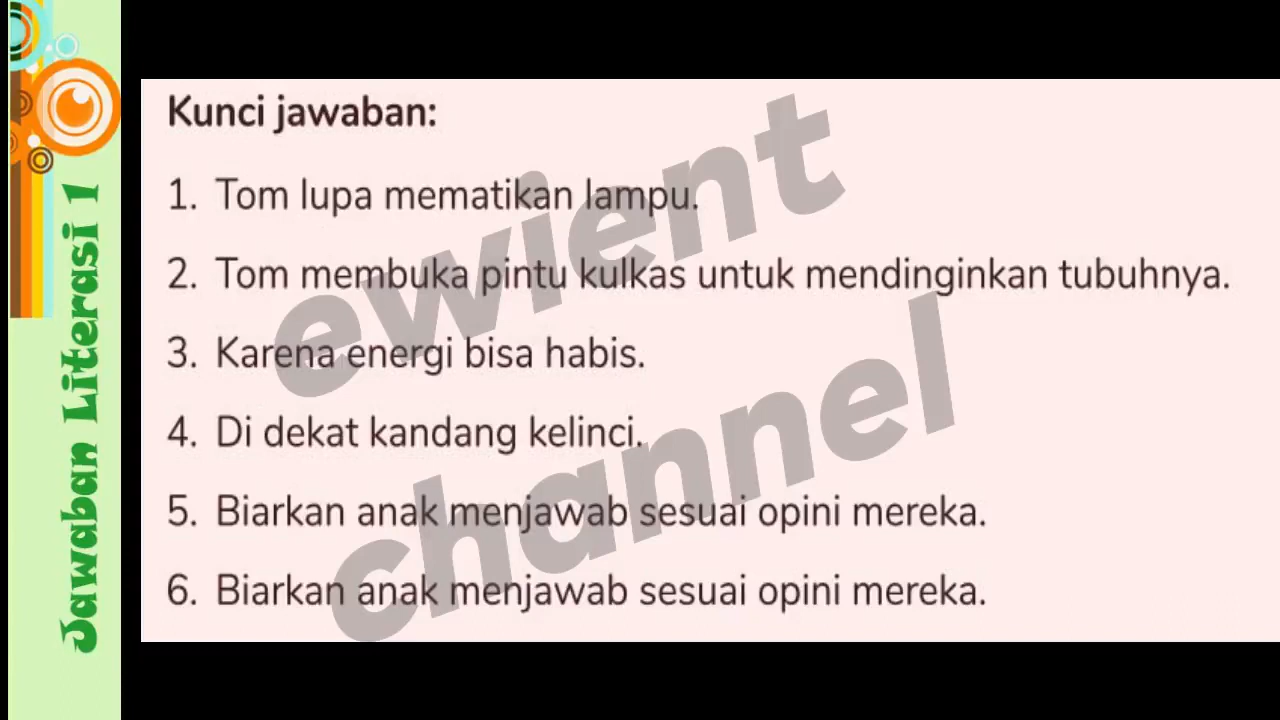 Jawaban Literasi 1
Kunci jawaban:
1. Tom lupa mematikan lampu.
2. Tom membuka pintu kulkas untuk mendinginkan tubuhnya.
3. Karena energi bisa habis.
4. Di dekat kandang kelinci.
5. Biarkan anak menjawab sesuai opini mereka.
6. Biarkan anak menjawab sesuai opini mereka.
ewient
channel